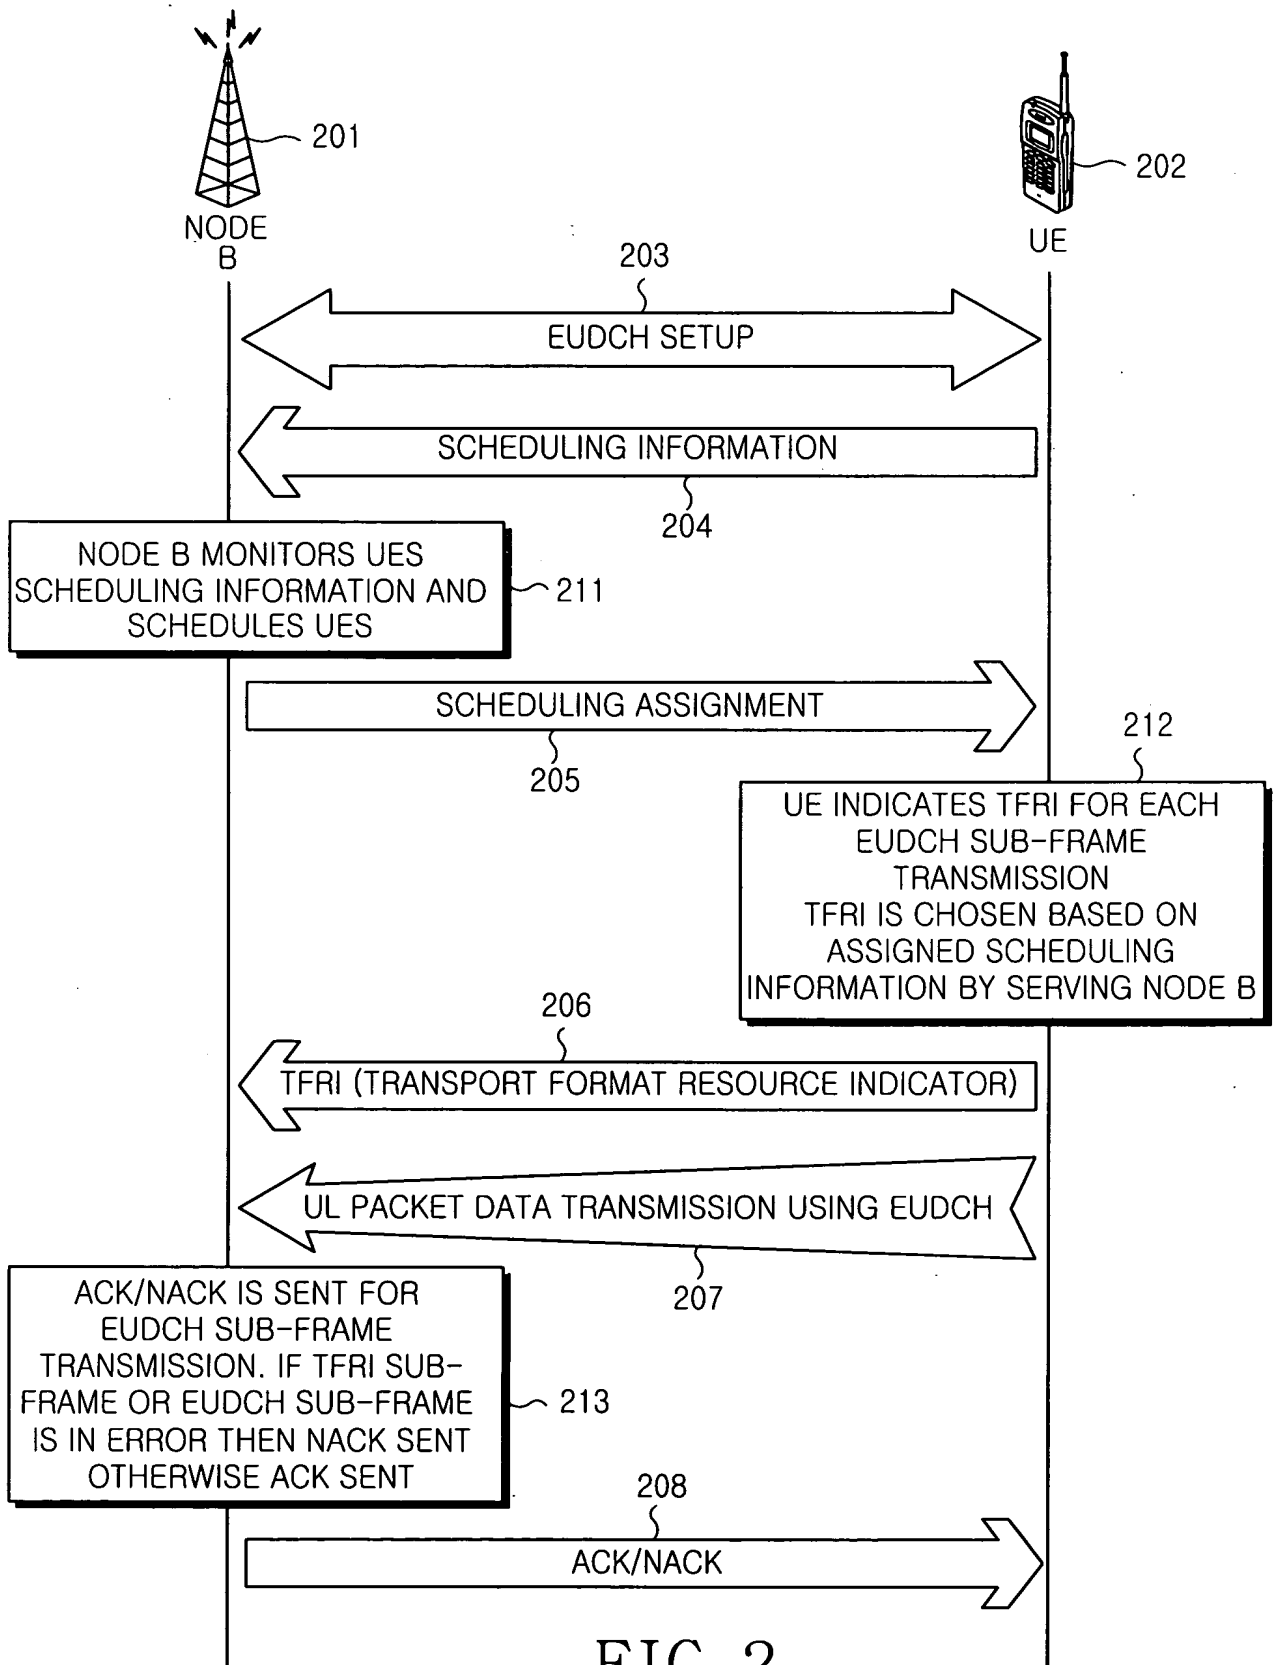 201
202
NODE
B
UE
203
EUDCH SETUP
SCHEDULING INFORMATION
204
NODE B MONITORS UES
SCHEDULING INFORMATION AND
SCHEDULES UES
211
SCHEDULING ASSIGNMENT
205
212
UE INDICATES TFRI FOR EACH
EUDCH SUB-FRAME
TRANSMISSION
TFRI IS CHOSEN BASED ON
ASSIGNED SCHEDULING
INFORMATION BY SERVING NODE B
206
TFRI (TRANSPORT FORMAT RESOURCE INDICATOR)
UL PACKET DATA TRANSMISSION USING EUDCH
207
ACK/NACK IS SENT FOR
EUDCH SUB-FRAME
TRANSMISSION. IF TFRI SUB-
FRAME OR EUDCH SUB-FRAME
IS IN ERROR THEN NACK SENT
OTHERWISE ACK SENT
213
208
ACK/NACK
FIG. 2